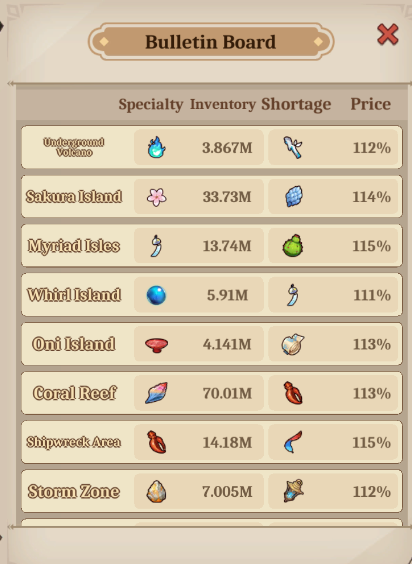 Bulletin Board
Specialty Inventory Shortage Price
Underground
Volcano
3.867M 112%
Sakura Island 33.73M 114%
Myriad Isles 13.74M 115%
Whirl Island 5.91M 111%
Oni Island 4.141M 113%
Coral Reef 70.01M 113%
Shipwreck Area 14.18M 115%
Storm Zone 7.005M 112%